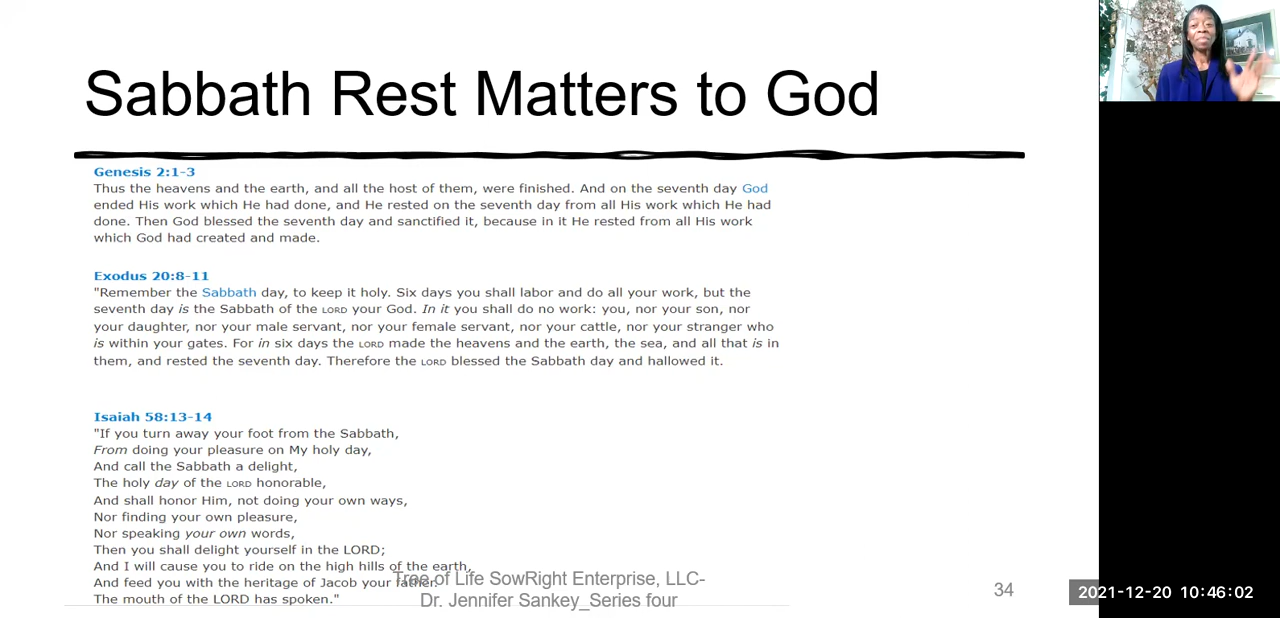 Sabbath Rest Matters to God
Genesis 2:1-3
Thus the heavens and the earth, and all the host of them, were finished. And on the seventh day God
ended His work which He had done, and He rested on the seventh day from all His work which He had
done. Then God blessed the seventh day and sanctified it, because in it He rested from all His work
which God had created and made.
Exodus 20:8-11
"Remember the Sabbath day, to keep it holy. Six days you shall labor and do all your work, but the
seventh day is the Sabbath of the LORD your God. In it you shall do no work: you, nor your son, nor
your daughter, nor your male servant, nor your female servant, nor your cattle, nor your stranger who
is within your gates. For in six days the LORD made the heavens and the earth, the sea, and all that is in
them, and rested the seventh day. Therefore the LORD blessed the Sabbath day and hallowed it.
Isaiah 58:13-14
"If you turn away your foot from the Sabbath,
From doing your pleasure on My holy day,
And call the Sabbath a delight,
The holy day of the LORD honorable,
And shall honor Him, not doing your own ways,
Nor finding your own pleasure,
Nor speaking your own words,
Then you shall delight yourself in the LORD;
And I will cause you to ride on the high hills of the earth,
And feed you with the heritage of Jacob your father.
The mouth of the LORD has spoken."
Tree of Life SowRight Enterprise, LLC-
Dr. Jennifer Sankey_Series four
34
2021-12-20 10:46:02